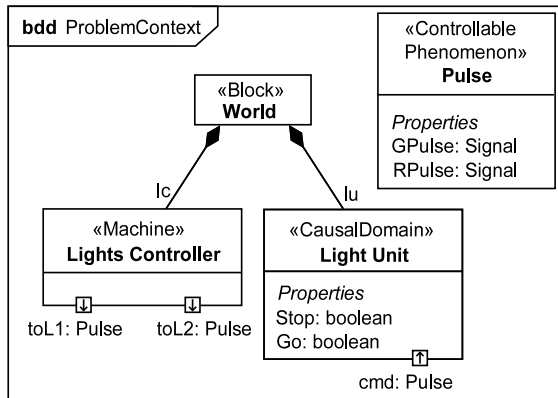 bdd ProblemContext
«Controllable
Phenomenon»
Pulse
Properties
GPulse: Signal
RPulse: Signal
«Block»
World
lc
lu
«Machine»
Lights Controller
toL1: Pulse
toL2: Pulse
«CausalDomain»
Light Unit
Properties
Stop: boolean
Go: boolean
cmd: Pulse